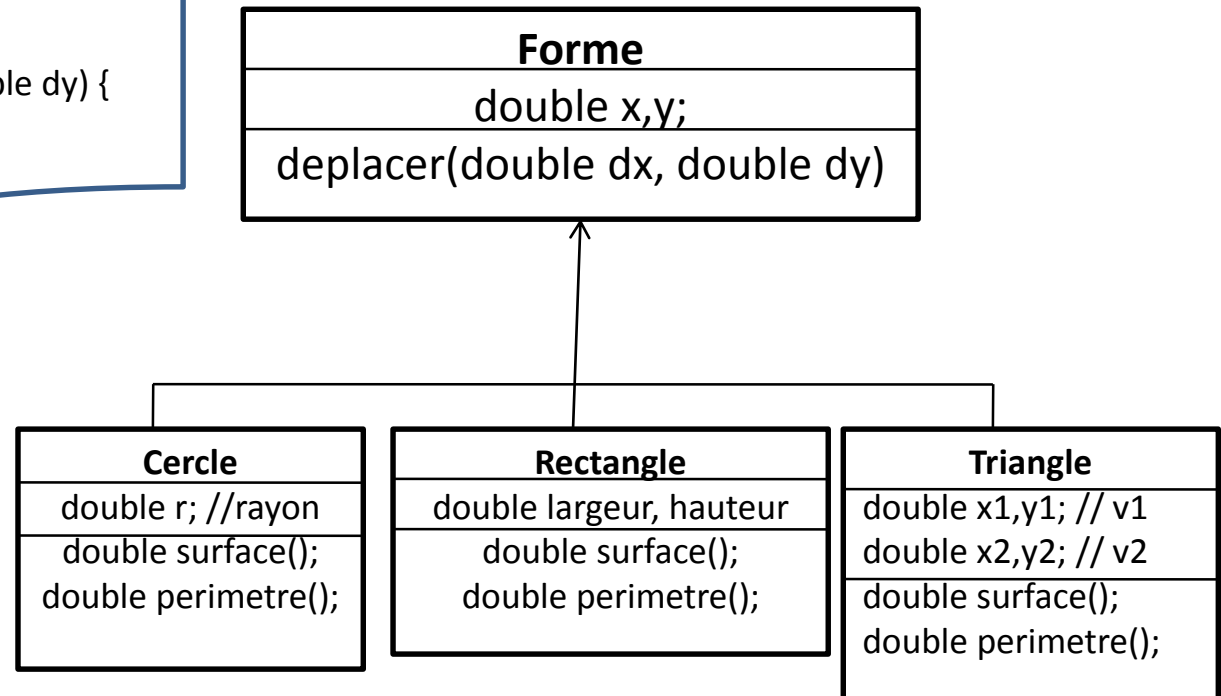 ble dy) {
Forme
double x,y;
deplacer(double dx, double dy)
Cercle
double r; //rayon
double surface();
double perimetre();
Rectangle
double largeur, hauteur
double surface();
double perimetre();
Triangle
double x1,y1; // v1
double x2,y2; // v2
double surface();
double perimetre();